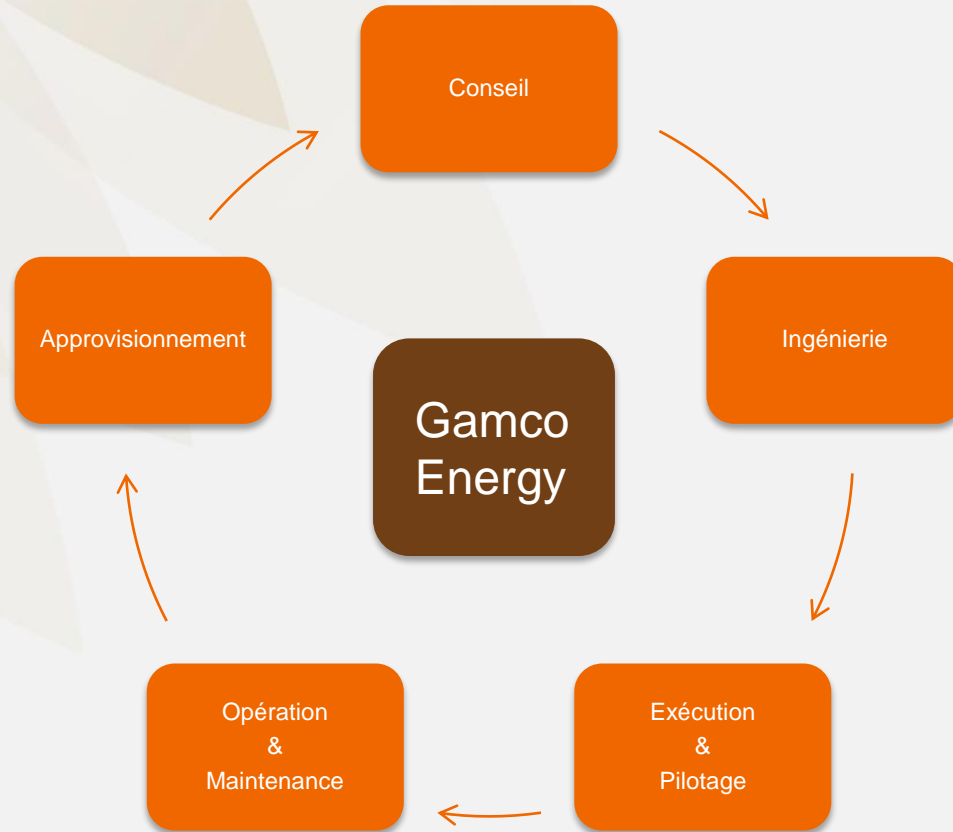 Conseil
Ingénierie
Exécution
&
Pilotage
Opération
&
Maintenance
Approvisionnement
Gamco
Energy